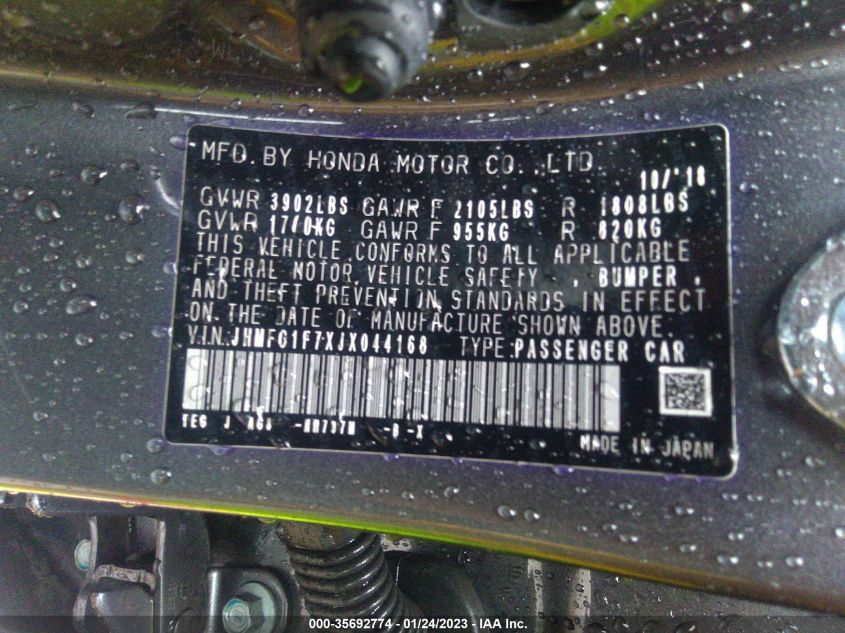 MFD. BY HONDA MOTOR CO., LTD 10/'18
GVWR 3902LBS GAWR F 2105LBS R 1808LBS
GVWR 1770KG GAWR F 955KG R 820KG
THIS VEHICLE CONFORMS TO ALL APPLICABLE
FEDERAL MOTOR VEHICLE SAFETY , BUMPER ,
AND THEFT PREVENTION STANDARDS IN EFFECT
ON THE DATE OF MANUFACTURE SHOWN ABOVE.
V.I.N. JHMFC1F7XJX044168 TYPE:PASSENGER CAR
TEG J -NH797M -B-X
MADE IN JAPAN
000-35692774 - 01/24/2023 - IAA Inc.